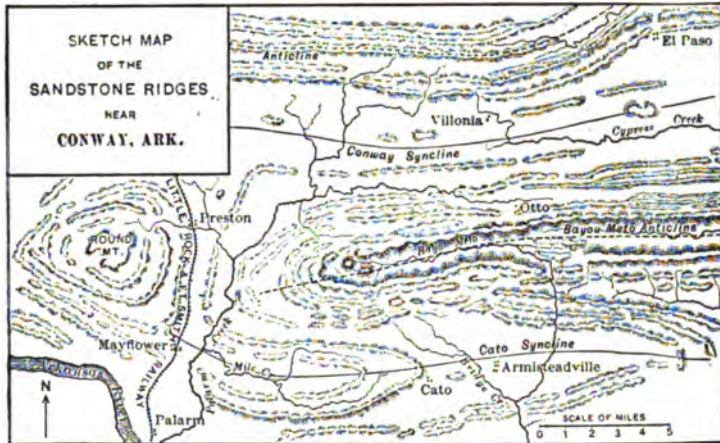 SKETCH MAP
OF THE
SANDSTONE RIDGES
NEAR
CONWAY, ARK.
Anticline
El Paso
Villonia
Cypress Creek
Conway Syncline
LITTLE ROCK & FT. SMITH RAILWAY
Preston
ROUND
MT.
Otto
Bayou Meto
Bayou Meto Anticline
Mayflower
Cato Syncline
Armisteadville
Cato
Arkansas
N
Palarm
SCALE OF MILES
0 1 2 3 4 5